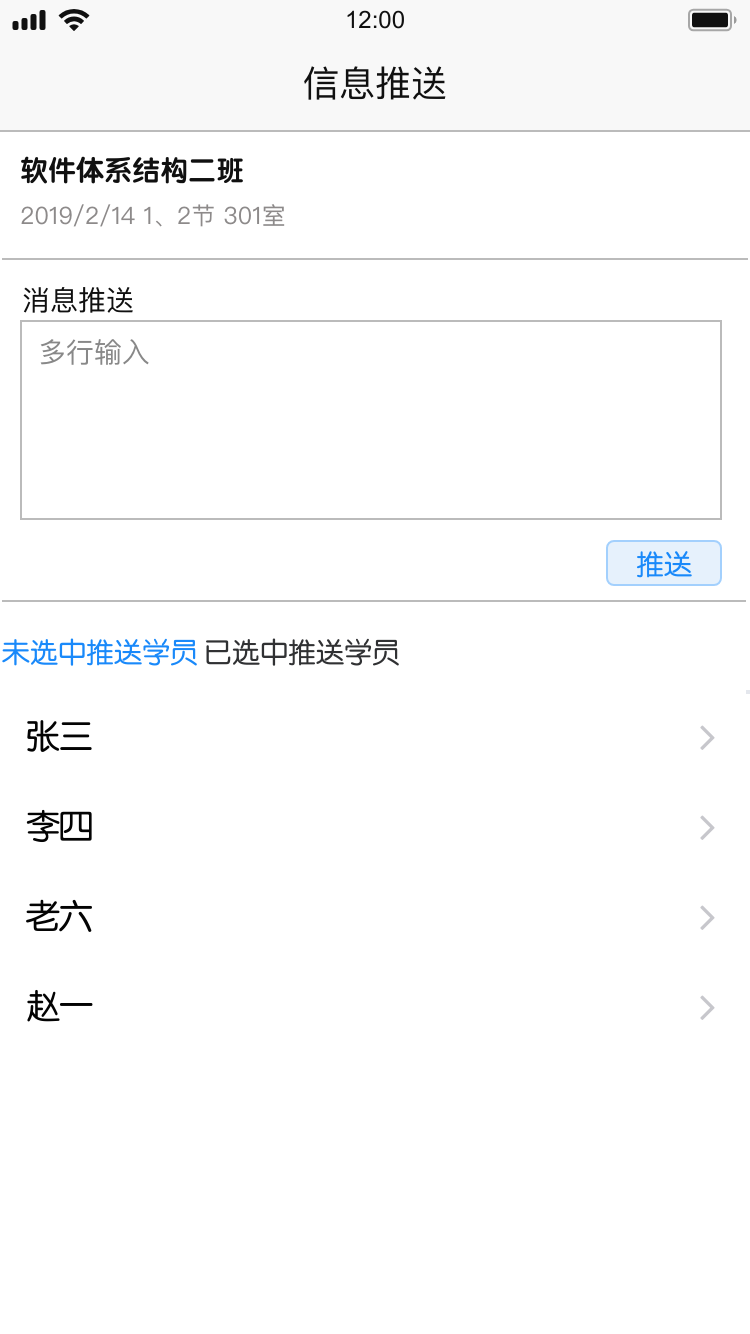 12:00
信息推送
软件体系结构二班
2019/2/14 1、2节 301室
消息推送
多行输入
推送
未选中推送学员 已选中推送学员
张三
李四
老六
赵一